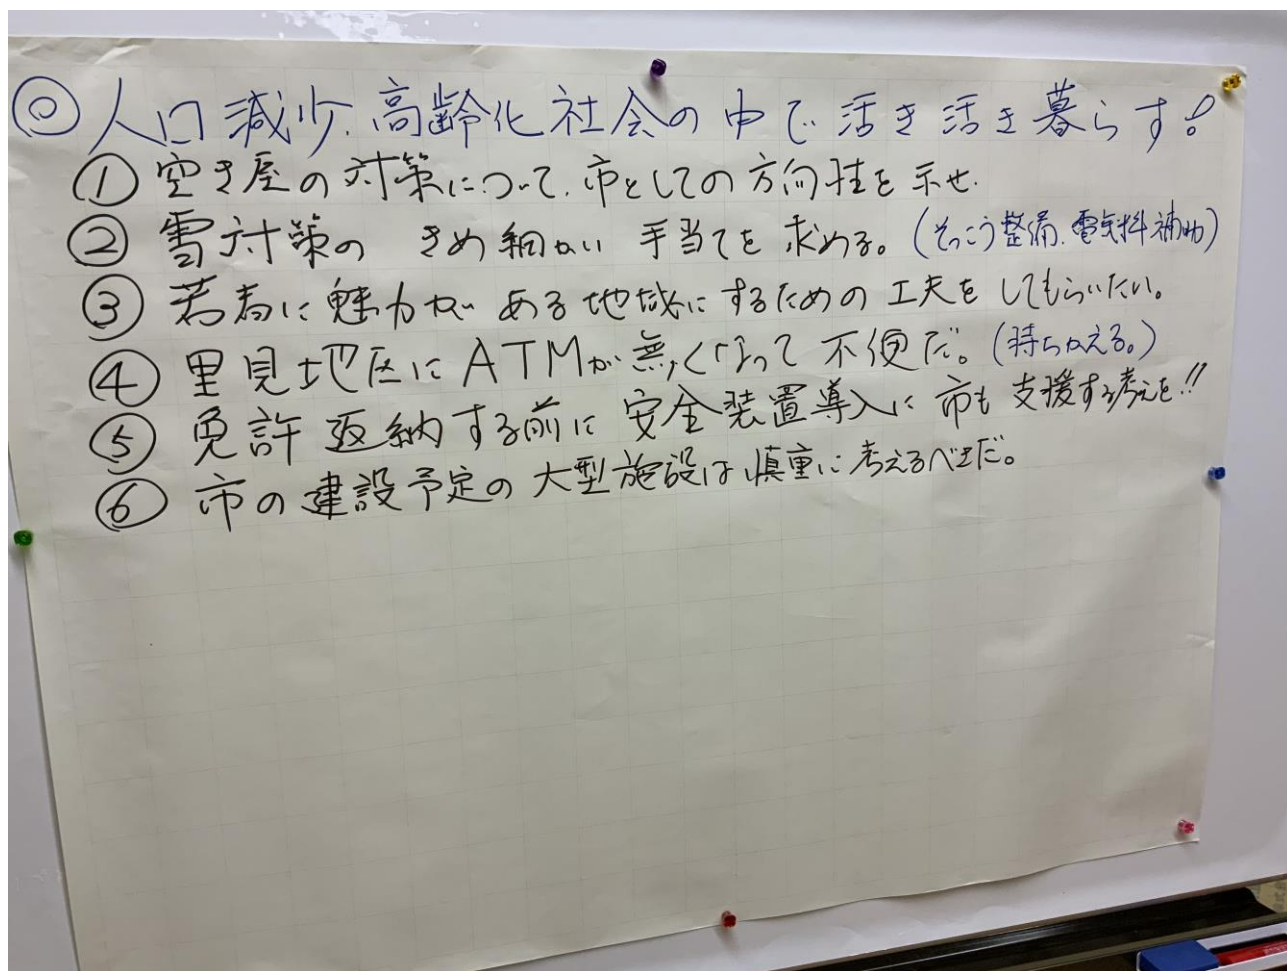 ◎人口減少、高齢化社会の中で活き活き暮らす!
① 空き屋の対策について、市としての方向性を示せ.
② 雪対策の きめ細かい 手当てを 求める。(そっこう整備、電気料補助)
③ 若者に魅力が ある地域にするための工夫をしてもらいたい。
④ 里見地区にATMが無くなって不便だ。(持ちかえる。)
⑤ 免許返納する前に安全装置導入に市も支援する考えを!!
⑥ 市の建設予定の大型施設は慎重に考えるべきだ。